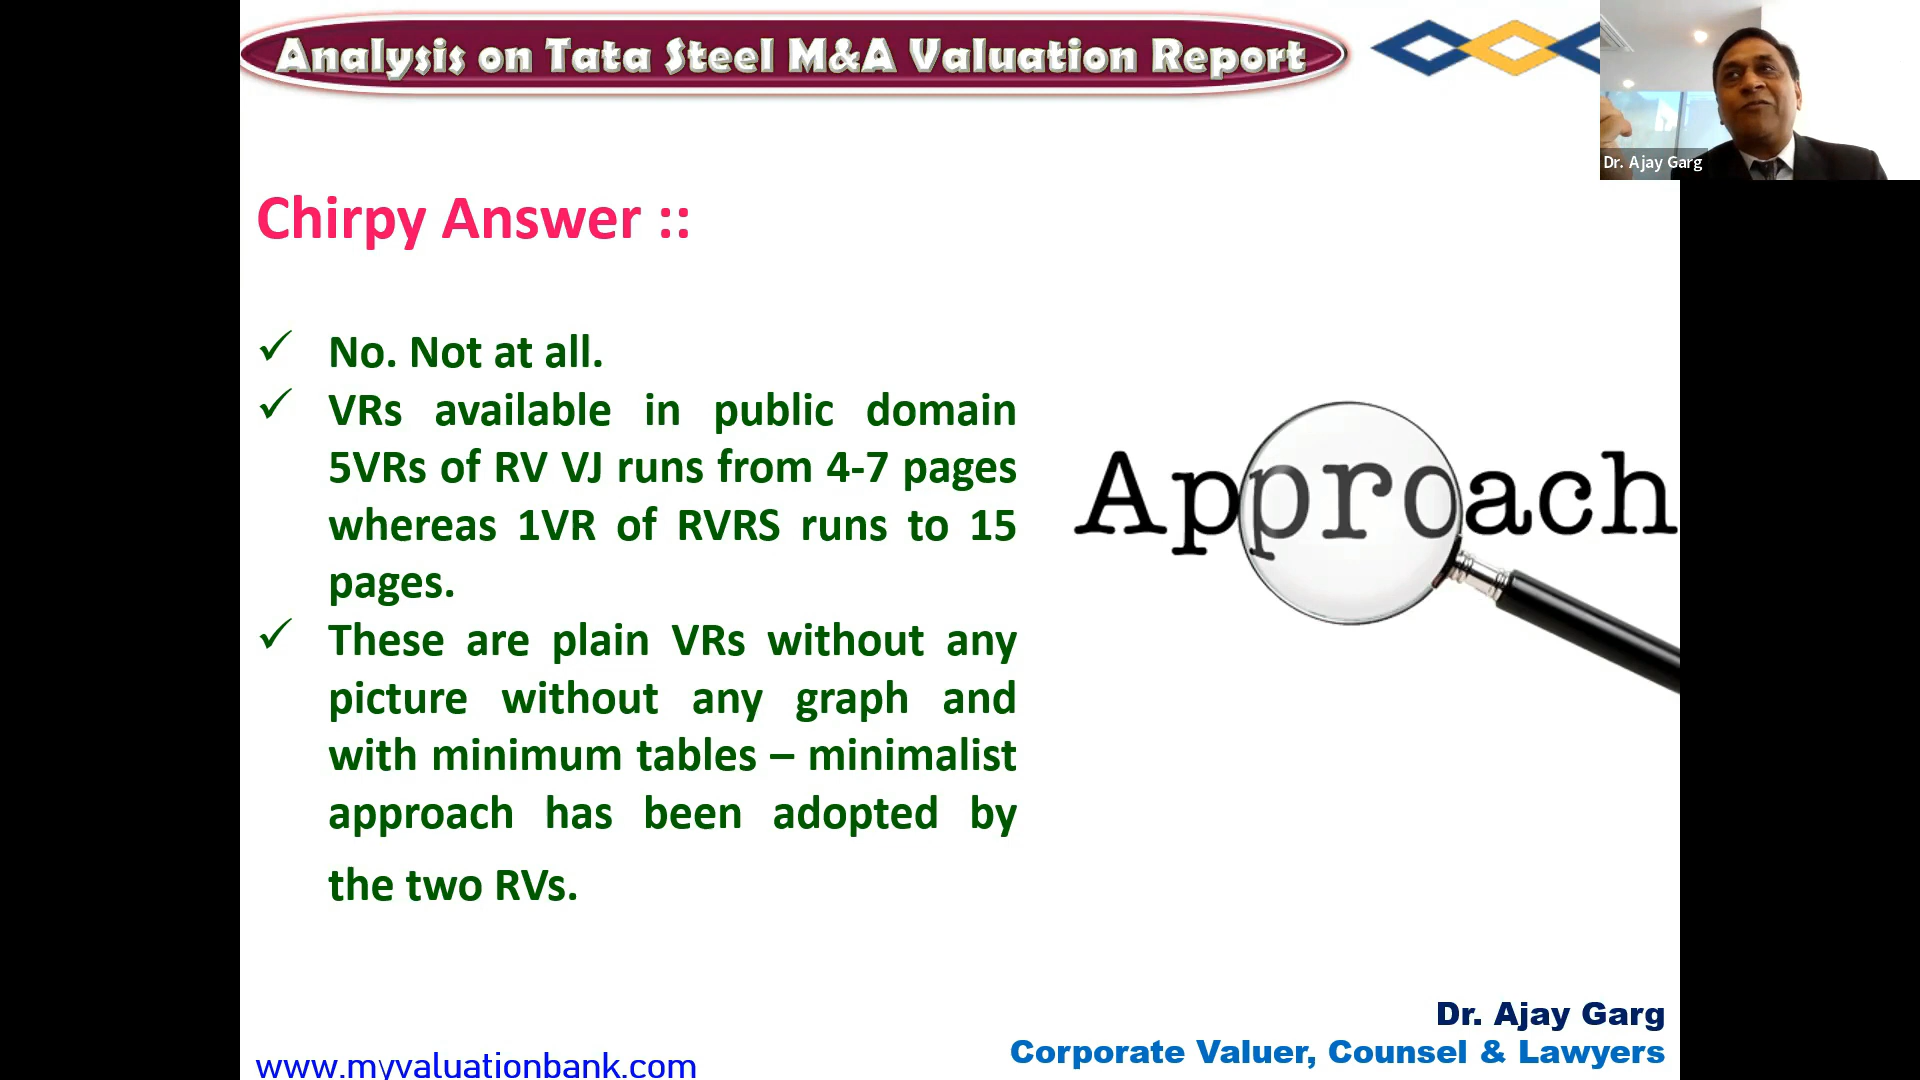 Analysis on Tata Steel M&A Valuation Report
Dr. Ajay Garg
Chirpy Answer ::
✓ No. Not at all.
✓ VRs available in public domain
5VRs of RV VJ runs from 4-7 pages
whereas 1VR of RVRS runs to 15
pages.
✓ These are plain VRs without any
picture without any graph and
with minimum tables – minimalist
approach has been adopted by
the two RVs.
Approach
Dr. Ajay Garg
Corporate Valuer, Counsel & Lawyers
www.myvaluationbank.com